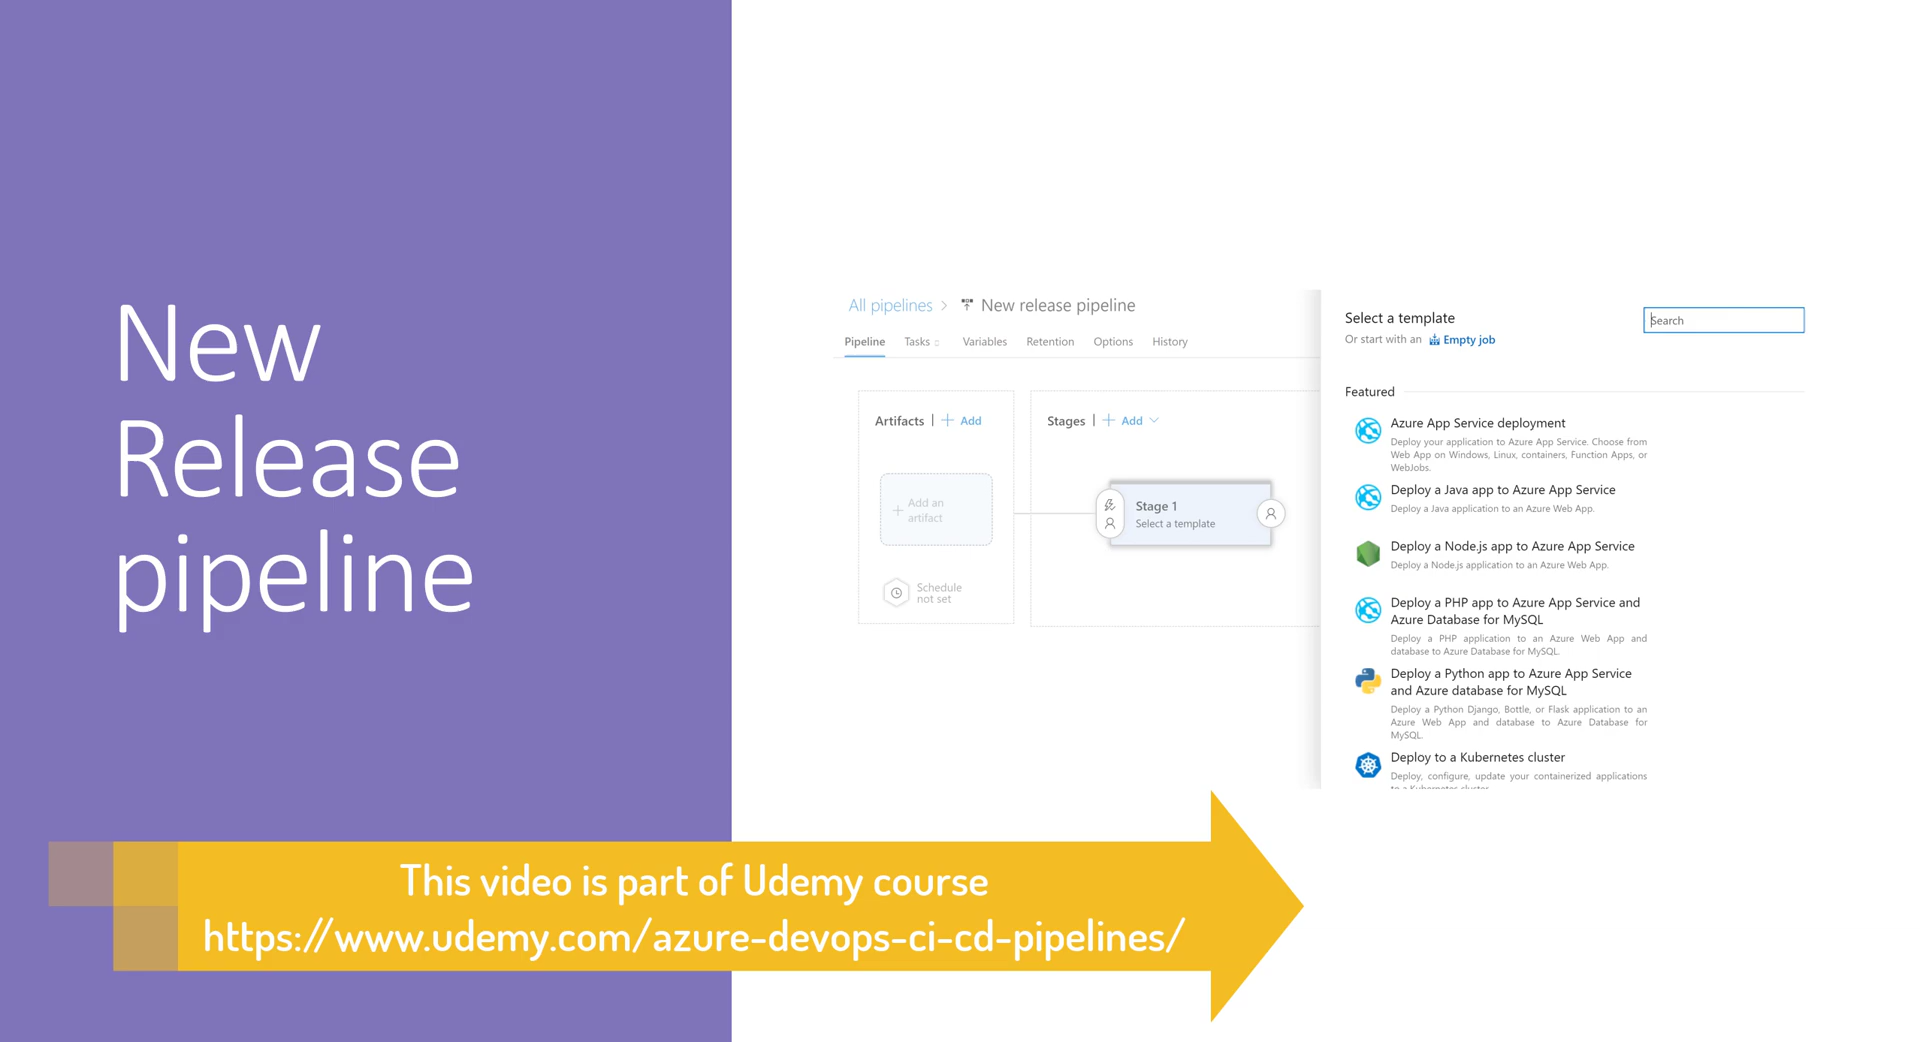 New
Release
pipeline
All pipelines > New release pipeline
Pipeline Tasks Variables Retention Options History
Artifacts | + Add
Stages | + Add
+ Add an
artifact
Schedule
not set
Stage 1
Select a template
Select a template
Or start with an Empty job
Search
Featured
Azure App Service deployment
Deploy your application to Azure App Service. Choose from
Web App on Windows, Linux, containers, Function Apps, or
WebJobs.
Deploy a Java app to Azure App Service
Deploy a Java application to an Azure Web App.
Deploy a Node.js app to Azure App Service
Deploy a Node.js application to an Azure Web App.
Deploy a PHP app to Azure App Service and
Azure Database for MySQL
Deploy a PHP application to an Azure Web App and
database to Azure Database for MySQL.
Deploy a Python app to Azure App Service
and Azure database for MySQL
Deploy a Python Django, Bottle, or Flask application to an
Azure Web App and database to Azure Database for
MySQL.
Deploy to a Kubernetes cluster
Deploy, configure, update your containerized applications
to a Kubernetes cluster
This video is part of Udemy course
https://www.udemy.com/azure-devops-ci-cd-pipelines/